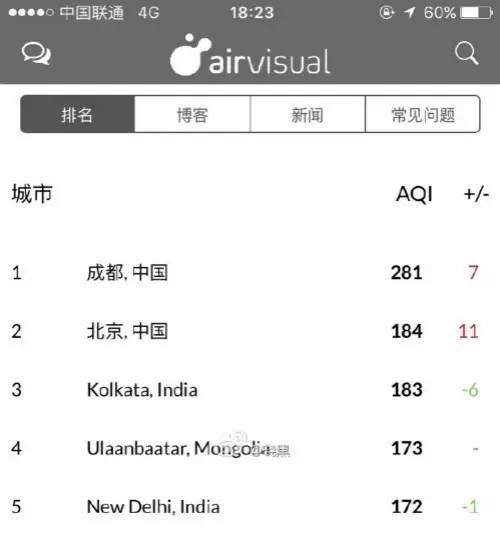 中国联通 4G 18:23 60%
airvisual
排名 博客 新闻 常见问题
城市 AQI +/-
1 成都, 中国 281 7
2 北京, 中国 184 11
3 Kolkata, India 183 -6
4 Ulaanbaatar, Mongolia 173 -
5 New Delhi, India 172 -1